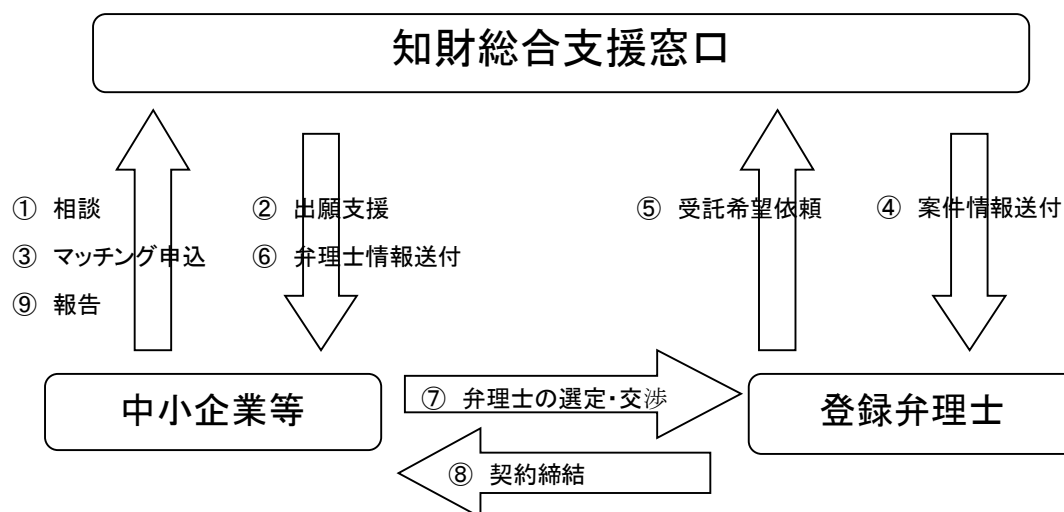 知財総合支援窓口
① 相談
② 出願支援
⑤ 受託希望依頼
④ 案件情報送付
③ マッチング申込
⑥ 弁理士情報送付
⑨ 報告
中小企業等
⑦ 弁理士の選定・交渉
登録弁理士
⑧ 契約締結